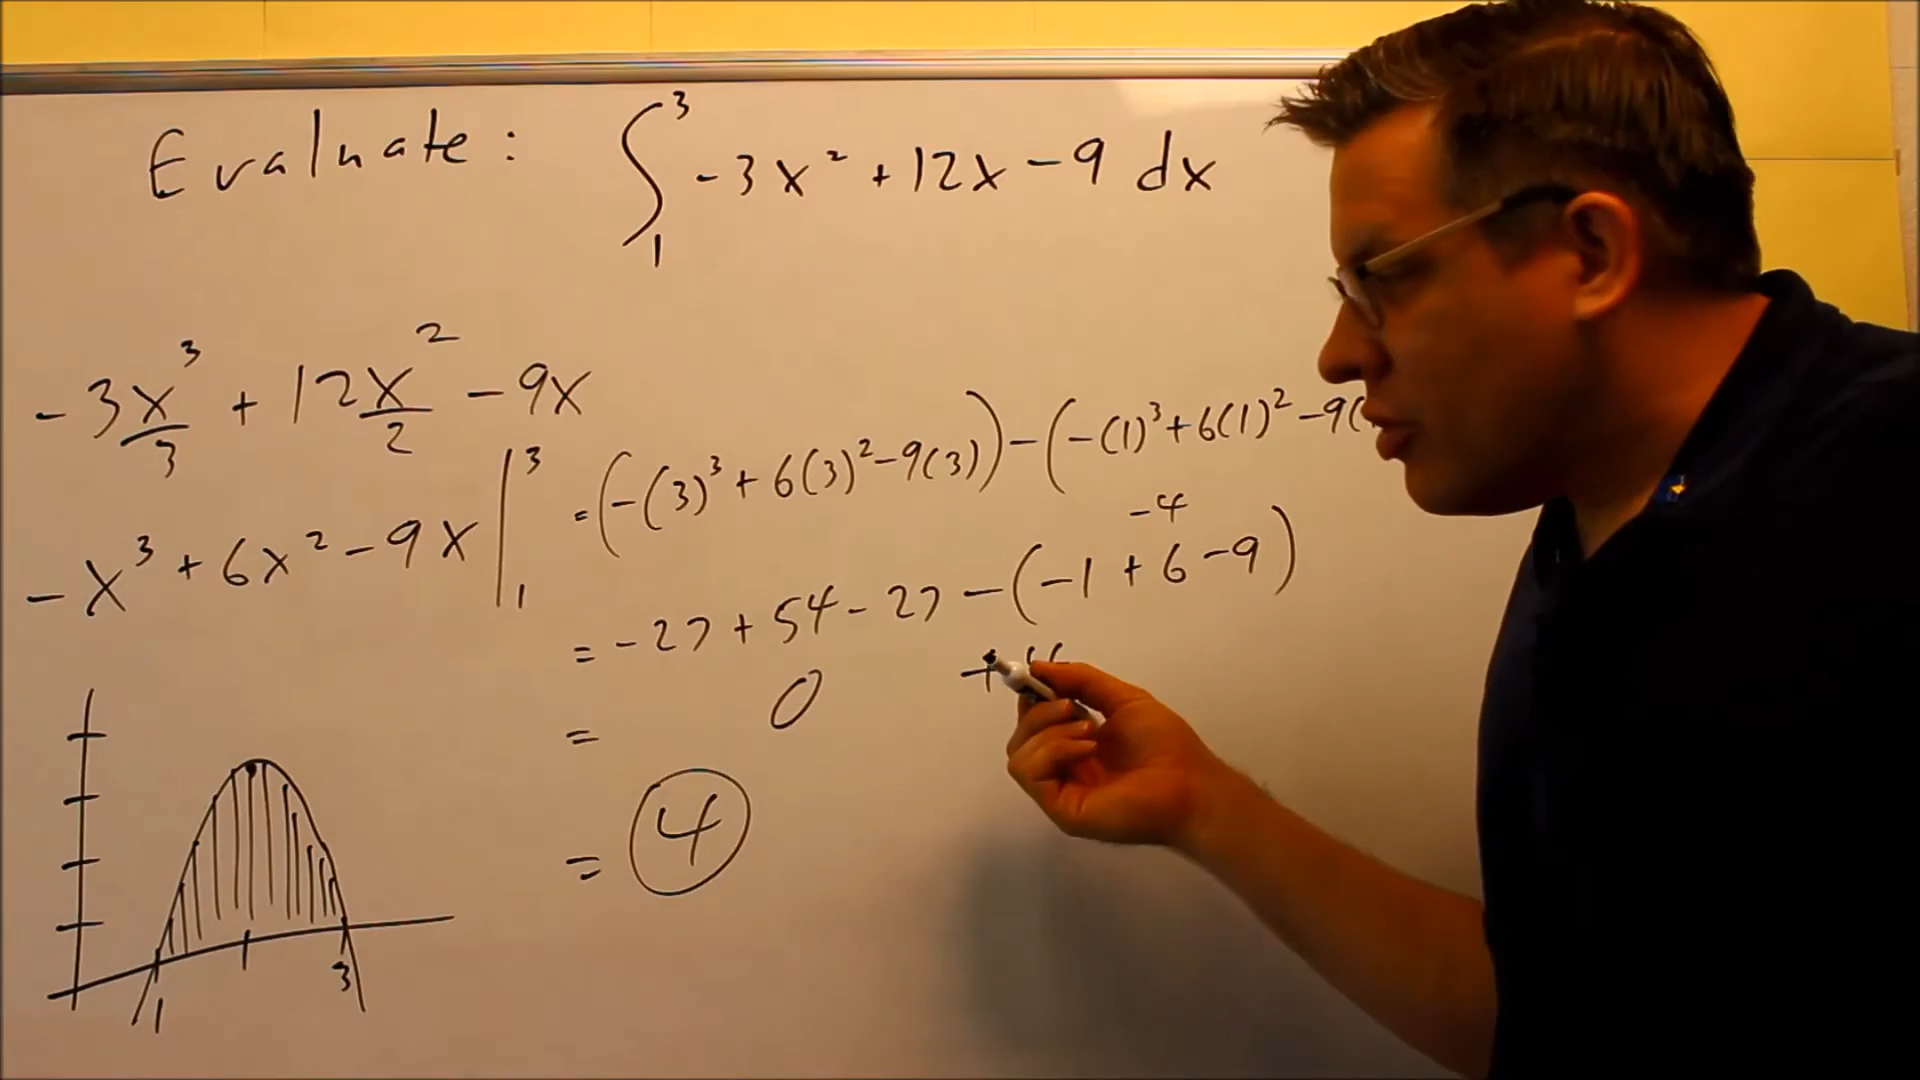 Evaluate: ∫₁³ -3x² + 12x - 9 dx
-3x³/3 + 12x²/2 - 9x
-x³ + 6x² - 9x |₁³
= (-(3)³ + 6(3)² - 9(3)) - (-(1)³ + 6(1)² - 9(
-4
= -27 + 54 - 27 - (-1 + 6 - 9)
= 0 +
= 4
1 3